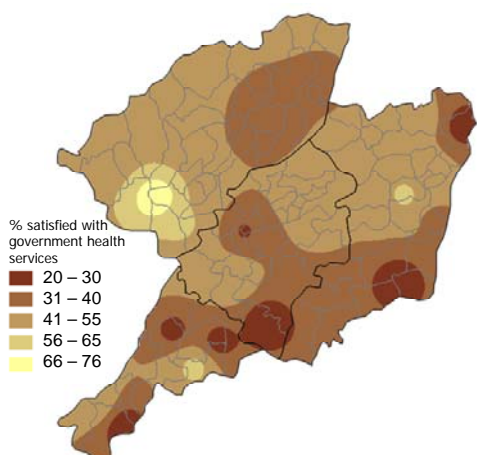 % satisfied with
government health
services
20 – 30
31 – 40
41 – 55
56 – 65
66 – 76